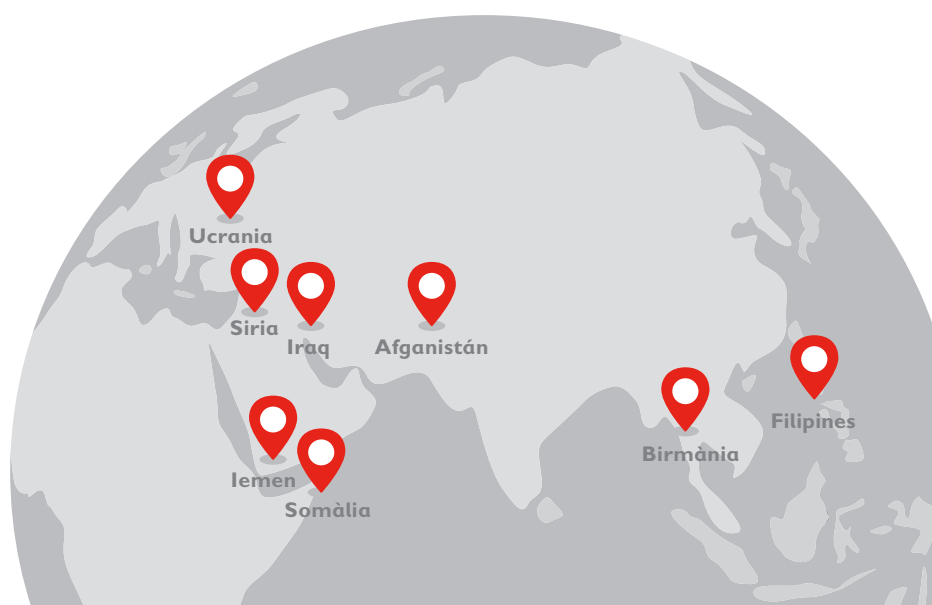 Ucrania
Siria
Iraq
Afganistán
Filipines
Birmània
Iemen
Somàlia